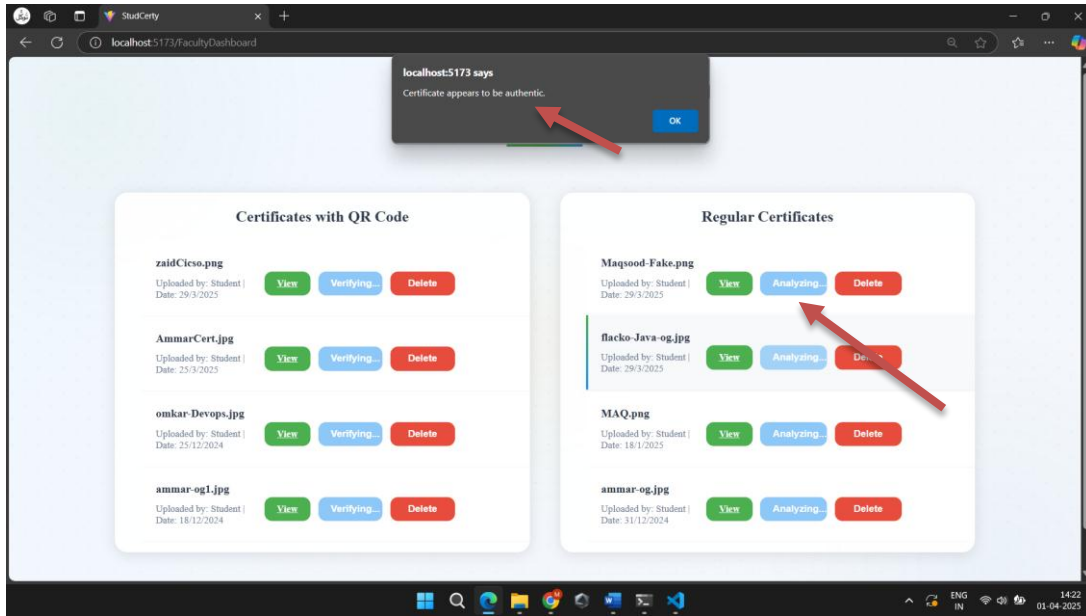 StudCerty
localhost:5173/FacultyDashboard
localhost:5173 says
Certificate appears to be authentic.
OK
Certificates with QR Code
zaidCicso.png
Uploaded by: Student |
Date: 29/3/2025
View
Verifying...
Delete
AmmarCert.jpg
Uploaded by: Student |
Date: 25/3/2025
View
Verifying...
Delete
omkar-Devops.jpg
Uploaded by: Student |
Date: 25/12/2024
View
Verifying...
Delete
ammar-og1.jpg
Uploaded by: Student |
Date: 18/12/2024
View
Verifying...
Delete
Regular Certificates
Maqsood-Fake.png
Uploaded by: Student |
Date: 29/3/2025
View
Analyzing...
Delete
flacko-Java-og.jpg
Uploaded by: Student |
Date: 29/3/2025
View
Analyzing...
Delete
MAQ.png
Uploaded by: Student |
Date: 18/1/2025
View
Analyzing...
Delete
ammar-og.jpg
Uploaded by: Student |
Date: 31/12/2024
View
Analyzing...
Delete
ENG
IN
14:22
01-04-2025